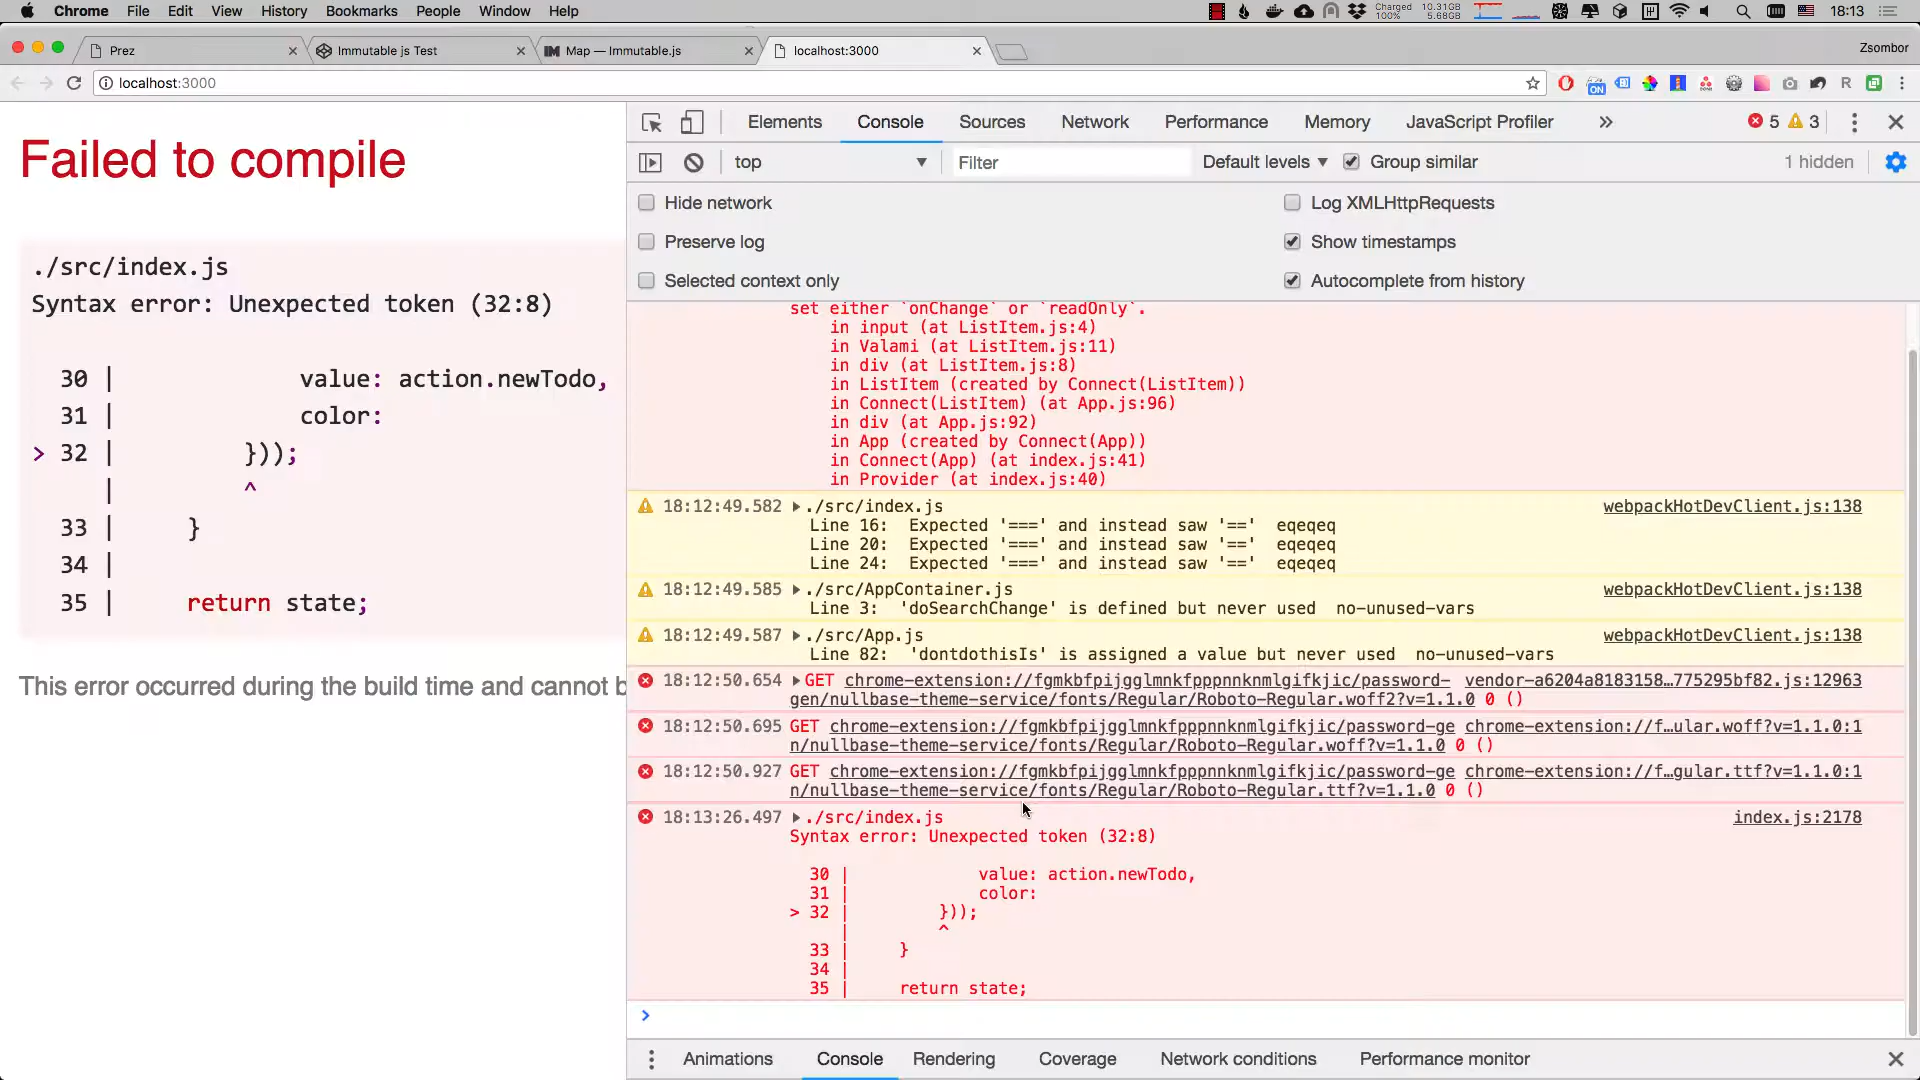 Chrome File Edit View History Bookmarks People Window Help Charged 100% 10.31GB 5.68GB 18:13
Prez Immutable js Test Map — Immutable.js localhost:3000 Zsombor
localhost:3000 ON R
Failed to compile
./src/index.js
Syntax error: Unexpected token (32:8)
30 | value: action.newTodo,
31 | color:
> 32 | }));
| ^
33 | }
34 |
35 | return state;
This error occurred during the build time and cannot b
Elements Console Sources Network Performance Memory JavaScript Profiler » 5 3
top Filter Default levels Group similar 1 hidden
Hide network Log XMLHttpRequests
Preserve log Show timestamps
Selected context only Autocomplete from history
set either `onChange` or `readOnly`.
in input (at ListItem.js:4)
in Valami (at ListItem.js:11)
in div (at ListItem.js:8)
in ListItem (created by Connect(ListItem))
in Connect(ListItem) (at App.js:96)
in div (at App.js:92)
in App (created by Connect(App))
in Connect(App) (at index.js:41)
in Provider (at index.js:40)
18:12:49.582 ./src/index.js webpackHotDevClient.js:138
Line 16: Expected '===' and instead saw '==' eqeqeq
Line 20: Expected '===' and instead saw '==' eqeqeq
Line 24: Expected '===' and instead saw '==' eqeqeq
18:12:49.585 ./src/AppContainer.js webpackHotDevClient.js:138
Line 3: 'doSearchChange' is defined but never used no-unused-vars
18:12:49.587 ./src/App.js webpackHotDevClient.js:138
Line 82: 'dontdothisIs' is assigned a value but never used no-unused-vars
18:12:50.654 GET chrome-extension://fgmkbfpijgglmnkfpppnnknmlgifkjic/password- vendor-a6204a8183158…775295bf82.js:12963
gen/nullbase-theme-service/fonts/Regular/Roboto-Regular.woff2?v=1.1.0 0 ()
18:12:50.695 GET chrome-extension://fgmkbfpijgglmnkfpppnnknmlgifkjic/password-ge chrome-extension://f…ular.woff?v=1.1.0:1
n/nullbase-theme-service/fonts/Regular/Roboto-Regular.woff?v=1.1.0 0 ()
18:12:50.927 GET chrome-extension://fgmkbfpijgglmnkfpppnnknmlgifkjic/password-ge chrome-extension://f…gular.ttf?v=1.1.0:1
n/nullbase-theme-service/fonts/Regular/Roboto-Regular.ttf?v=1.1.0 0 ()
18:13:26.497 ./src/index.js index.js:2178
Syntax error: Unexpected token (32:8)
30 | value: action.newTodo,
31 | color:
> 32 | }));
| ^
33 | }
34 |
35 | return state;
>
Animations Console Rendering Coverage Network conditions Performance monitor